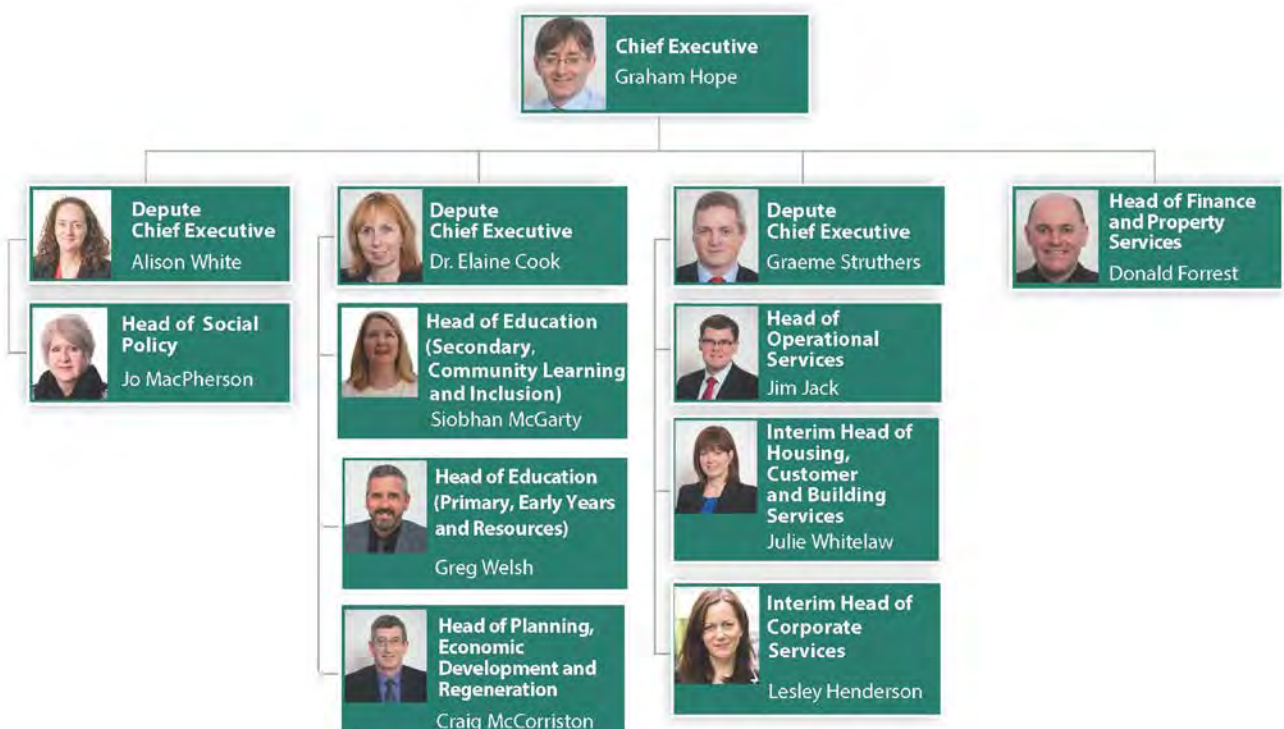 Chief Executive
Graham Hope
Depute
Chief Executive
Alison White
Head of Social
Policy
Jo MacPherson
Depute
Chief Executive
Dr. Elaine Cook
Head of Education
(Secondary,
Community Learning
and Inclusion)
Siobhan McGarty
Head of Education
(Primary, Early Years
and Resources)
Greg Welsh
Head of Planning,
Economic
Development and
Regeneration
Craig McCorriston
Depute
Chief Executive
Graeme Struthers
Head of
Operational
Services
Jim Jack
Interim Head of
Housing,
Customer
and Building
Services
Julie Whitelaw
Interim Head of
Corporate
Services
Lesley Henderson
Head of Finance
and Property
Services
Donald Forrest